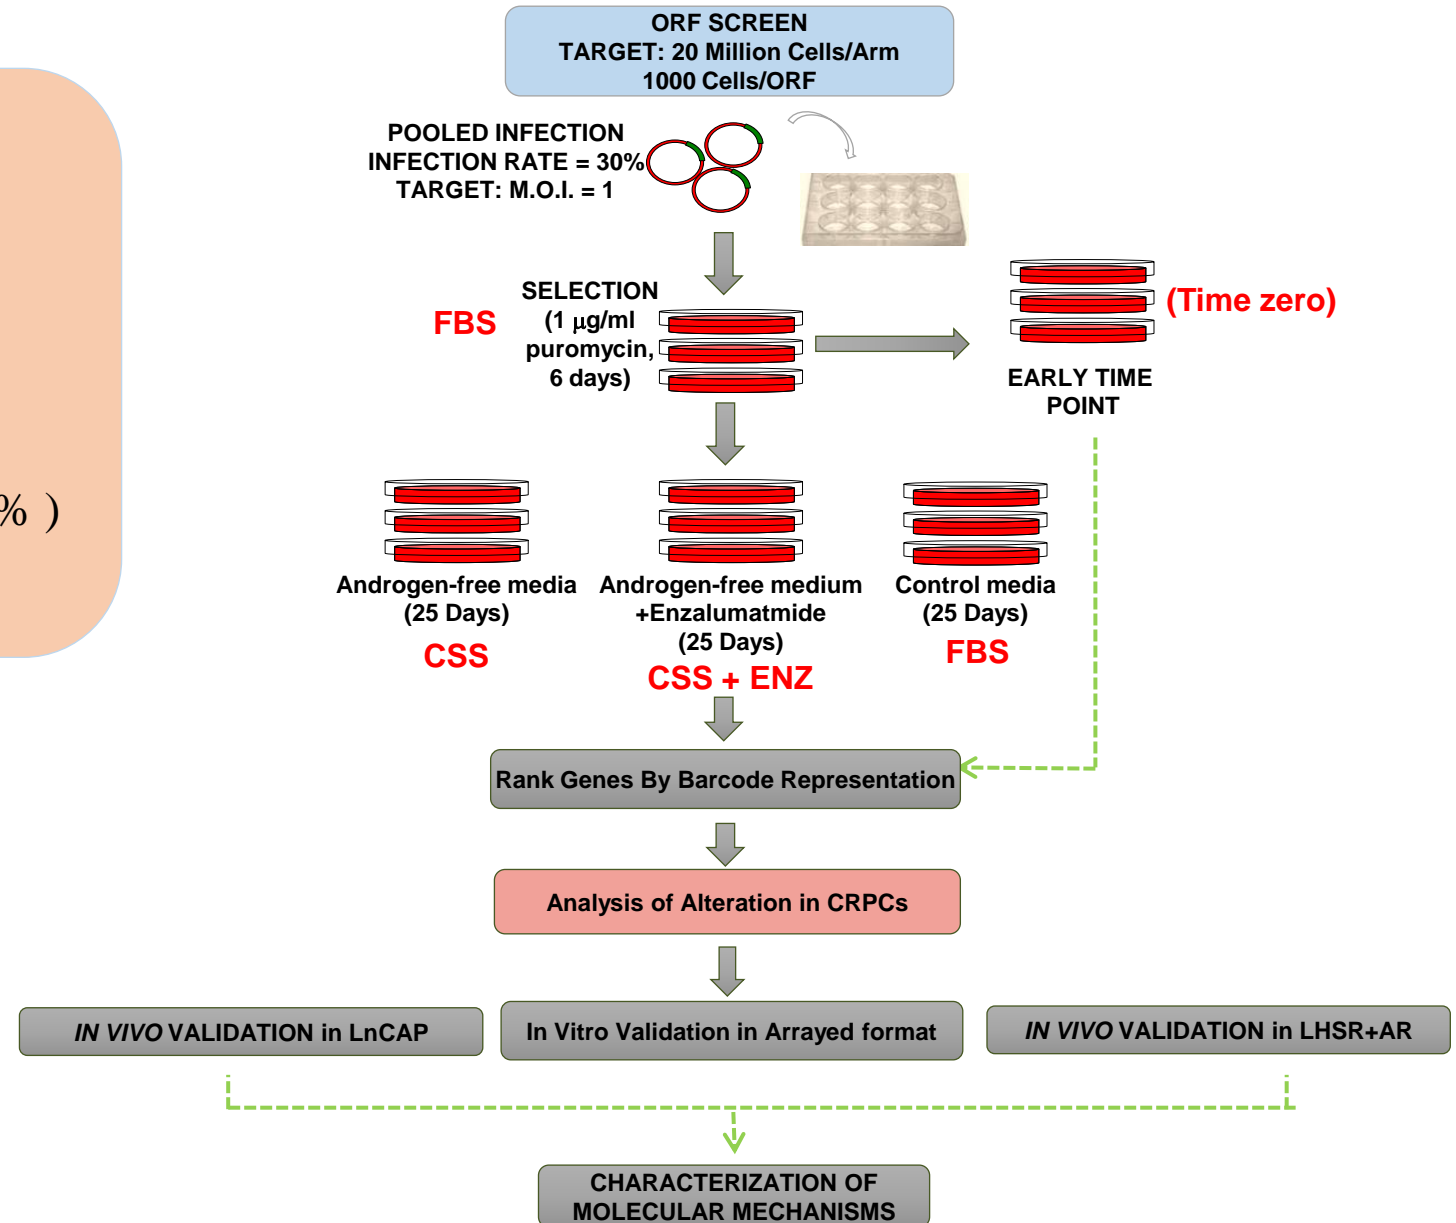 ORF SCREEN
TARGET: 20 Million Cells/Arm
1000 Cells/ORF
POOLED INFECTION
INFECTION RATE = 30%
TARGET: M.O.I. = 1
SELECTION
(1 μg/ml
puromycin,
6 days)
FBS
(Time zero)
EARLY TIME
POINT
% )
Androgen-free media
(25 Days)
CSS
Androgen-free medium
+Enzalumatmide
(25 Days)
CSS + ENZ
Control media
(25 Days)
FBS
Rank Genes By Barcode Representation
Analysis of Alteration in CRPCs
IN VIVO VALIDATION in LnCAP
In Vitro Validation in Arrayed format
IN VIVO VALIDATION in LHSR+AR
CHARACTERIZATION OF
MOLECULAR MECHANISMS